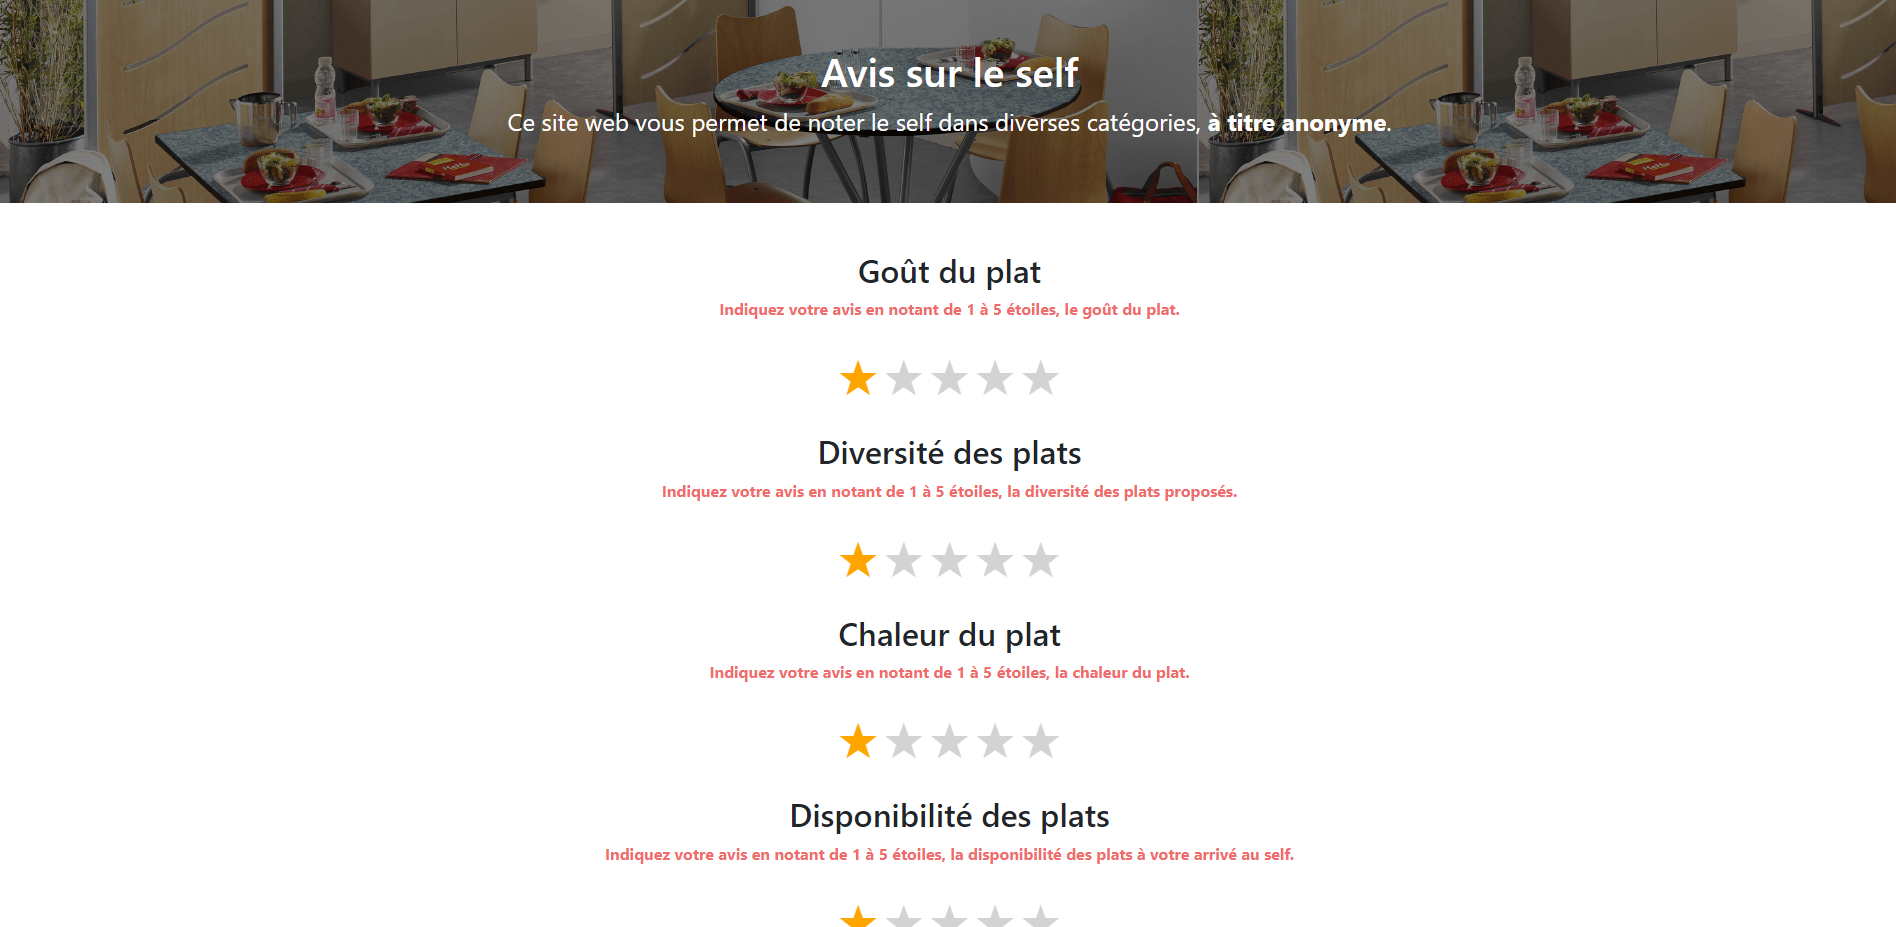 Avis sur le self
Ce site web vous permet de noter le self dans diverses catégories, à titre anonyme.
Goût du plat
Indiquez votre avis en notant de 1 à 5 étoiles, le goût du plat.
Diversité des plats
Indiquez votre avis en notant de 1 à 5 étoiles, la diversité des plats proposés.
Chaleur du plat
Indiquez votre avis en notant de 1 à 5 étoiles, la chaleur du plat.
Disponibilité des plats
Indiquez votre avis en notant de 1 à 5 étoiles, la disponibilité des plats à votre arrivé au self.